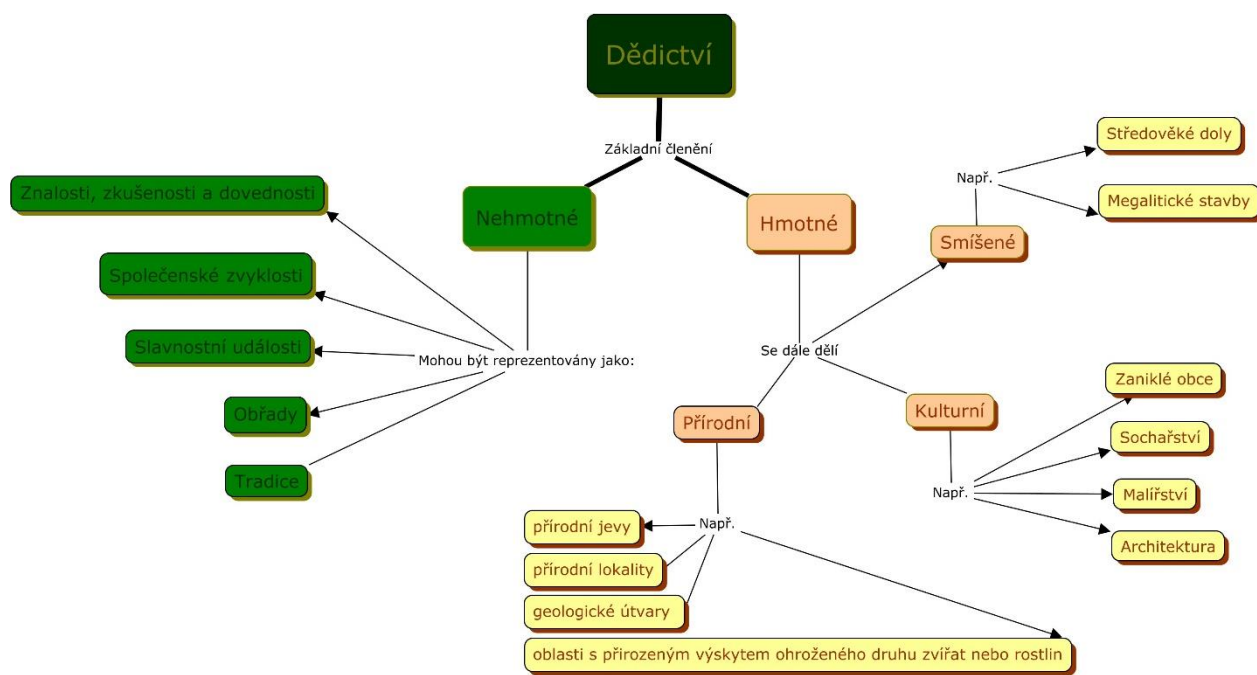 Dědictví
Základní členění
Nehmotné
Hmotné
Znalosti, zkušenosti a dovednosti
Společenské zvyklosti
Slavnostní události
Obřady
Tradice
Mohou být reprezentovány jako:
Se dále dělí
Smíšené
Např.
Středověké doly
Megalitické stavby
Kulturní
Např.
Zaniklé obce
Sochařství
Malířství
Architektura
Přírodní
Např.
přírodní jevy
přírodní lokality
geologické útvary
oblasti s přirozeným výskytem ohroženého druhu zvířat nebo rostlin